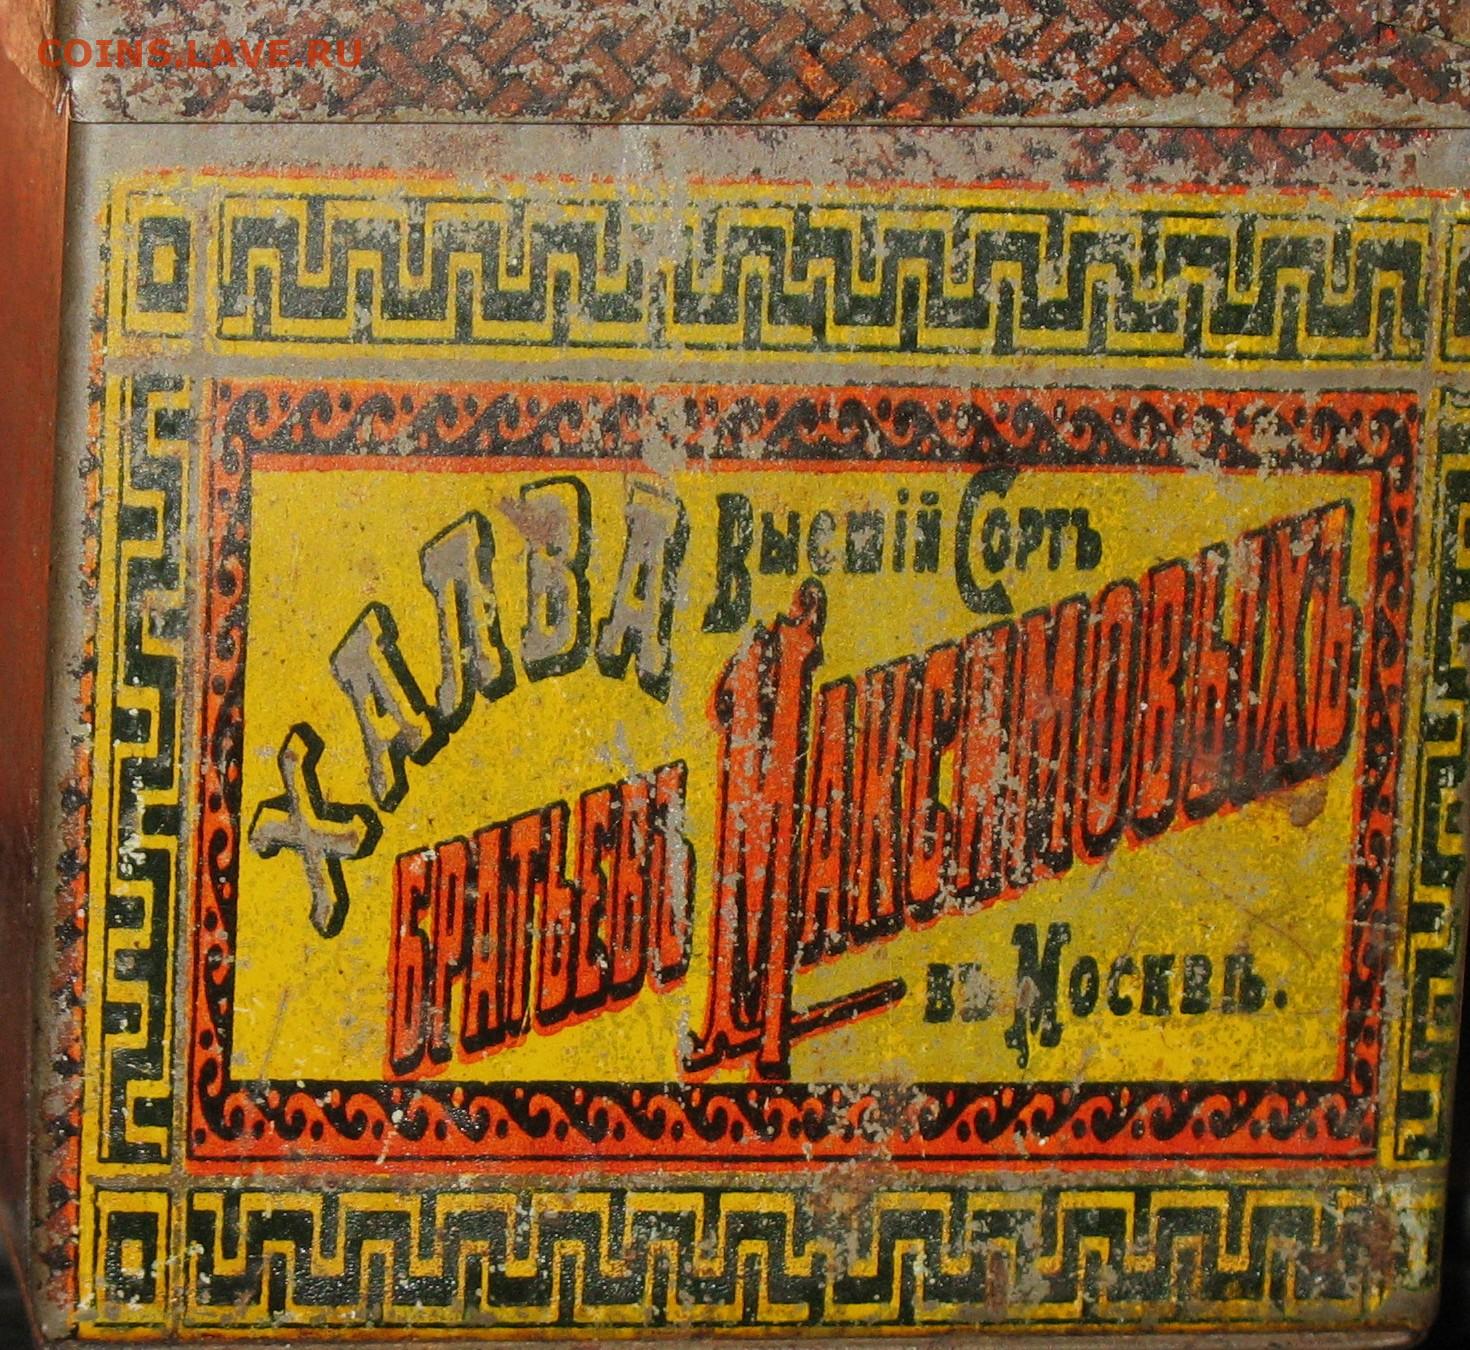 COINS.LAVE.RU
ХАЛВА
Высшій Сортъ
БРАТЬЕВЪ МАКСИМОВЫХЪ
въ Москвѣ.